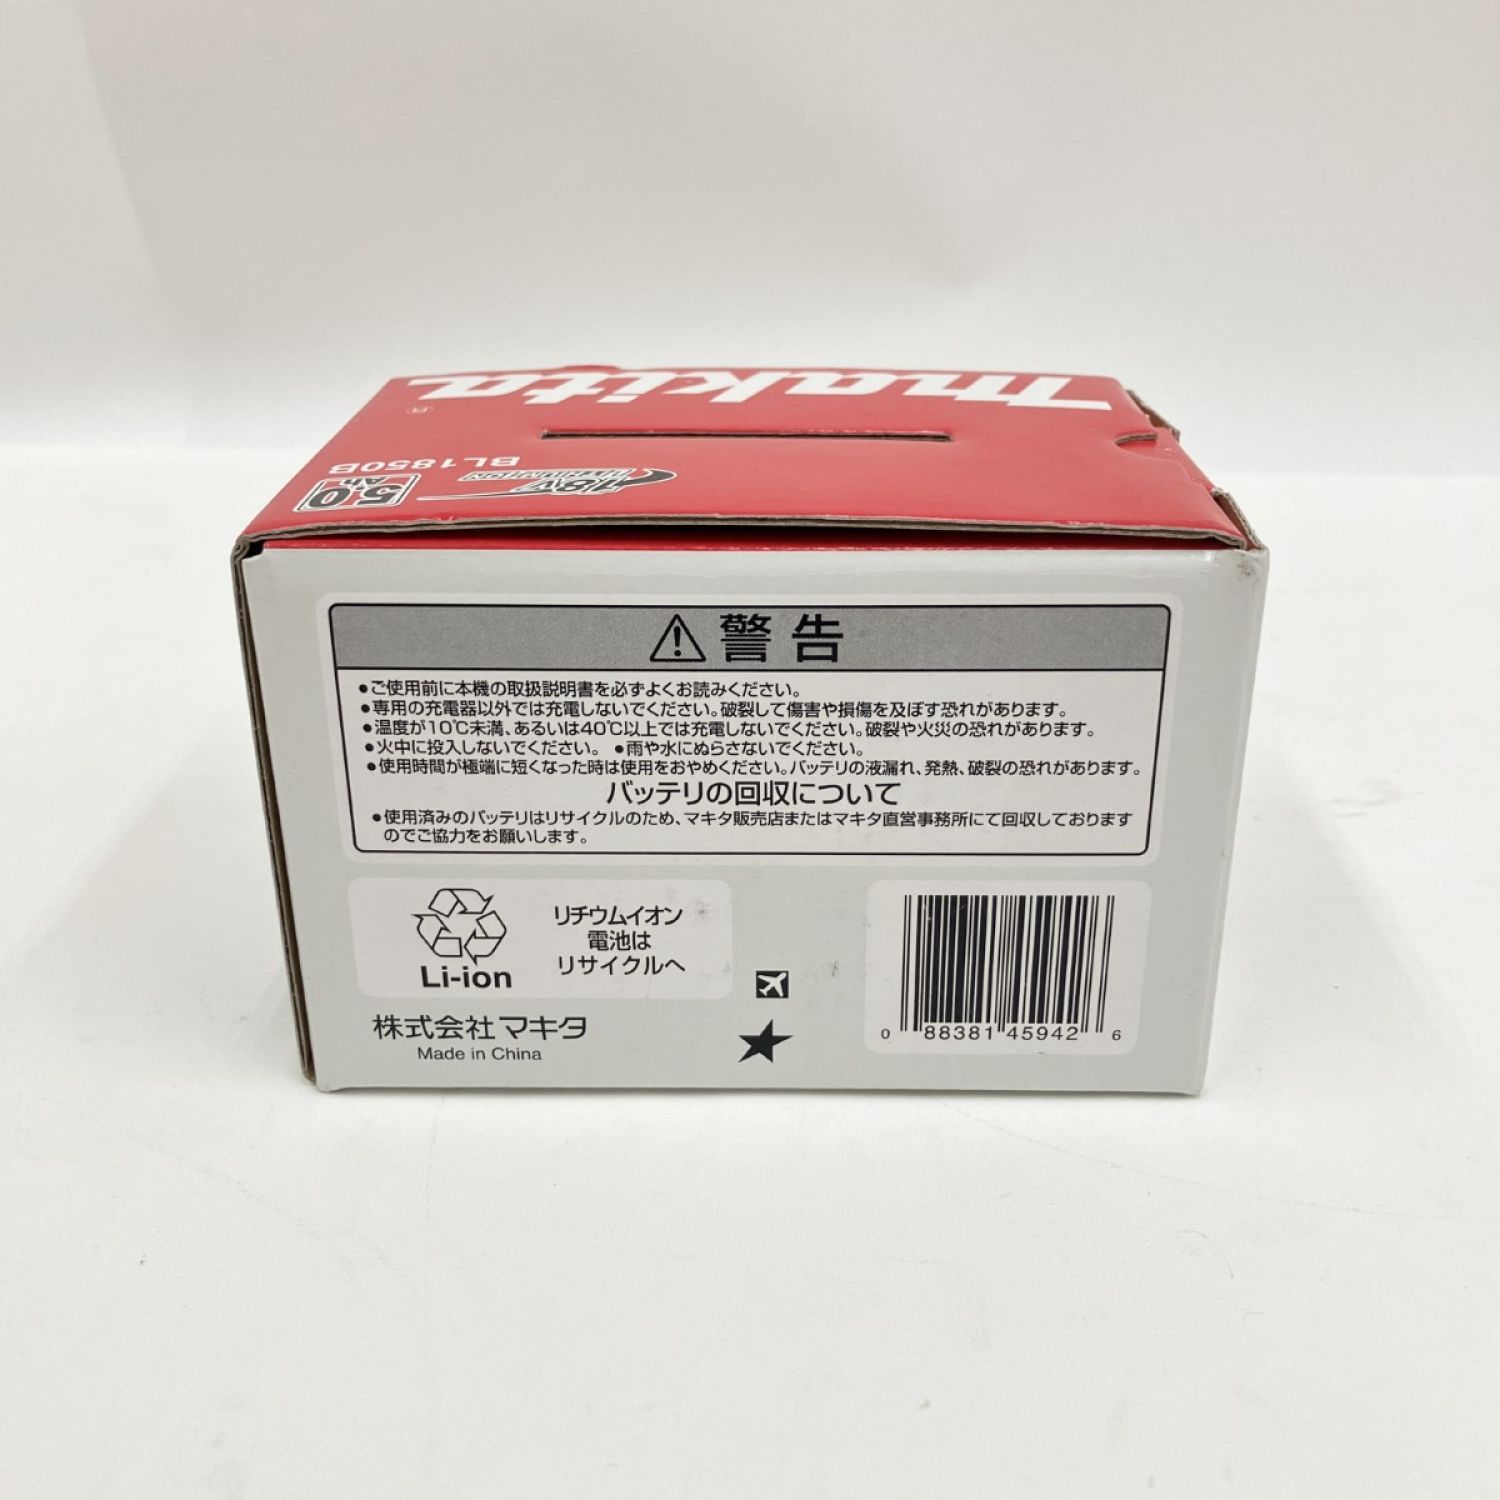 makita
®
BL1850B
18V
LITHIUM-ION
5.0
Ah
警告
●ご使用前に本機の取扱説明書を必ずよくお読みください。
●専用の充電器以外では充電しないでください。破裂して傷害や損傷を及ぼす恐れがあります。
●温度が10℃未満、あるいは40℃以上では充電しないでください。破裂や火災の恐れがあります。
●火中に投入しないでください。 ●雨や水にぬらさないでください。
●使用時間が極端に短くなった時は使用をおやめください。バッテリの液漏れ、発熱、破裂の恐れがあります。
バッテリの回収について
●使用済みのバッテリはリサイクルのため、マキタ販売店またはマキタ直営事務所にて回収しております
のでご協力をお願いします。
Li-ion
リチウムイオン
電池は
リサイクルへ
株式会社マキタ
Made in China
0 88381 45942 6